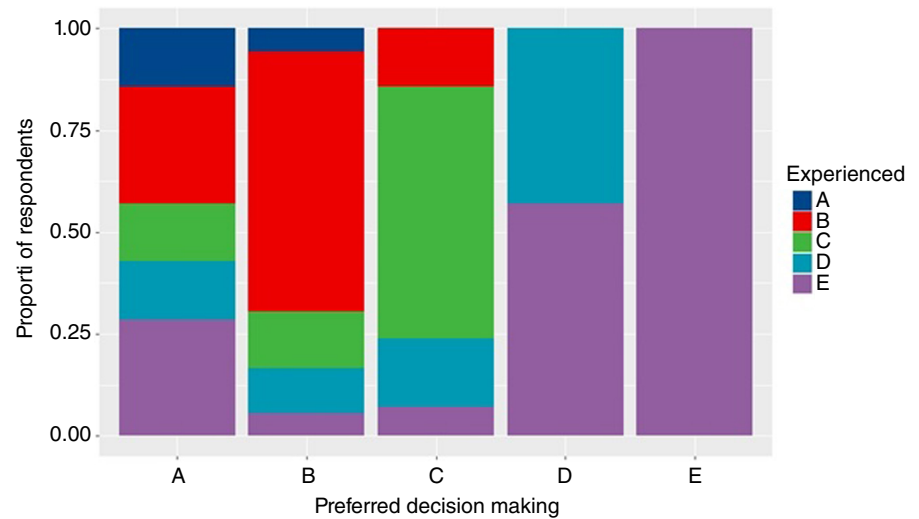 1.00
0.75
0.50
0.25
0.00
Proporti of respondents
A B C D E
Preferred decision making
Experienced
A
B
C
D
E